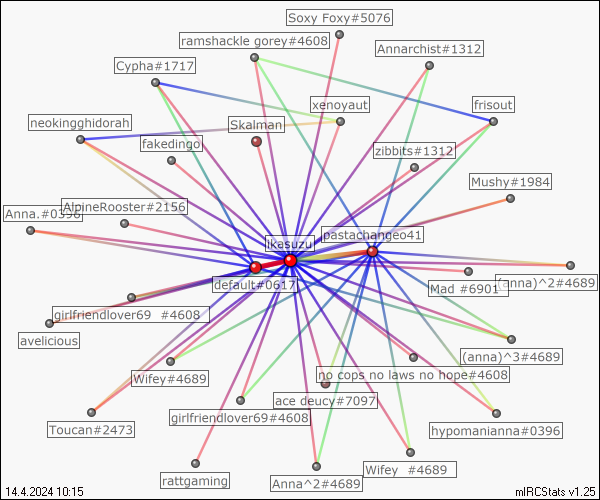 Soxy Foxy#5076
ramshackle gorey#4608
Annarchist#1312
Cypha#1717
xenoyaut
frisout
neokingghidorah
Skalman
fakedingo
zibbits#1312
Mushy#1984
Anna.#0396
AlpineRooster#2156
ikasuzu
pastachangeo41
default#0617
Mad #6901
(anna)^2#4689
girlfriendlover69 #4608
avelicious
(anna)^3#4689
Wifey#4689
no cops no laws no hope#4608
ace deucy#7097
girlfriendlover69#4608
Toucan#2473
hypomanianna#0396
rattgaming
Anna^2#4689
Wifey #4689
14.4.2024 10:15
mIRCStats v1.25